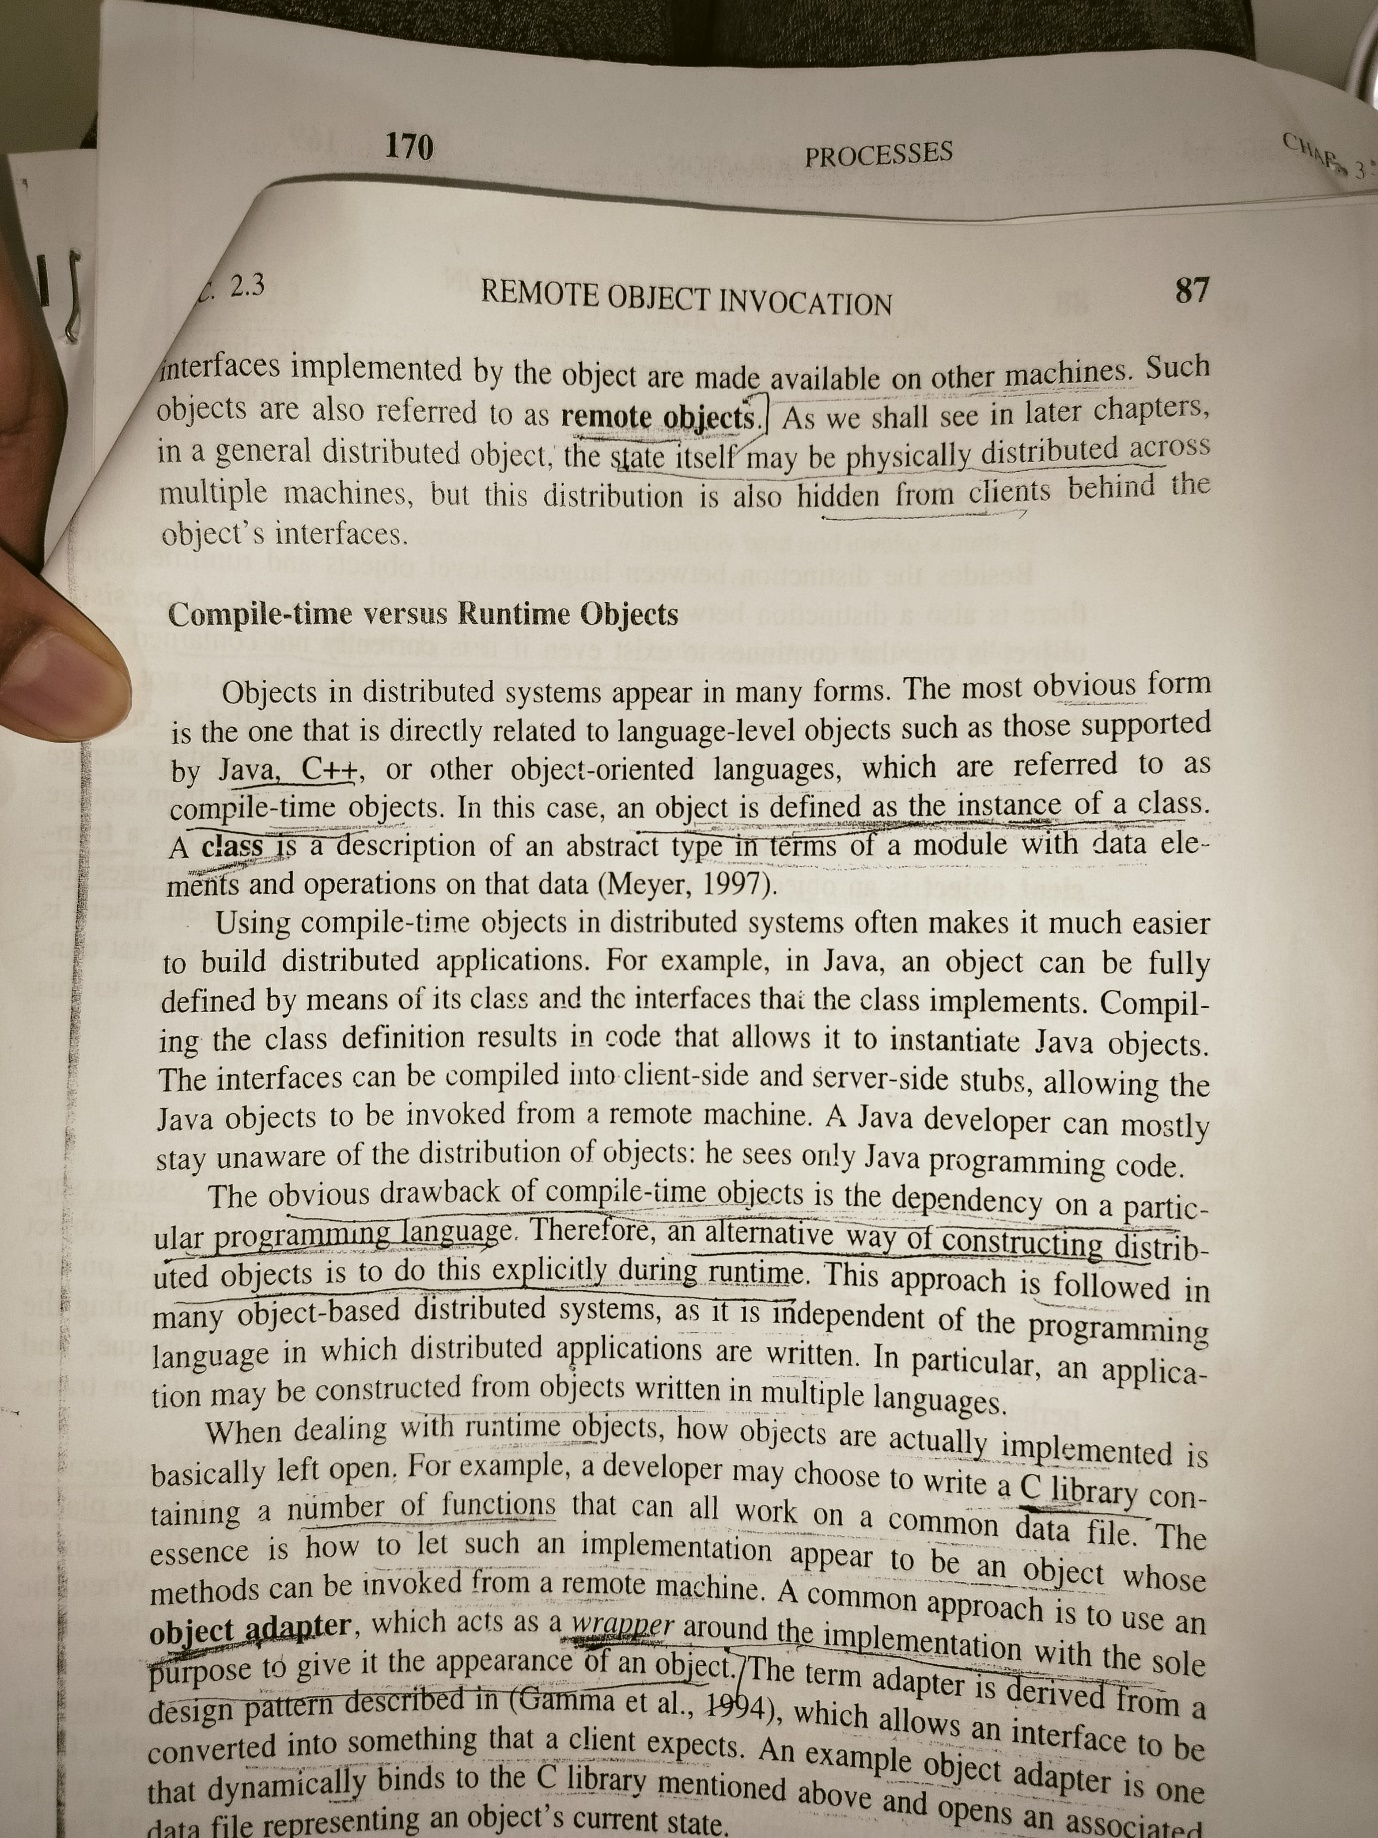 170 PROCESSES CHAP. 3
2.3 REMOTE OBJECT INVOCATION 87
interfaces implemented by the object are made available on other machines. Such
objects are also referred to as remote objects. As we shall see in later chapters,
in a general distributed object, the state itself may be physically distributed across
multiple machines, but this distribution is also hidden from clients behind the
object's interfaces.
Compile-time versus Runtime Objects
Objects in distributed systems appear in many forms. The most obvious form
is the one that is directly related to language-level objects such as those supported
by Java, C++, or other object-oriented languages, which are referred to as
compile-time objects. In this case, an object is defined as the instance of a class.
A class is a description of an abstract type in terms of a module with data ele-
ments and operations on that data (Meyer, 1997).
Using compile-time objects in distributed systems often makes it much easier
to build distributed applications. For example, in Java, an object can be fully
defined by means of its class and the interfaces that the class implements. Compil-
ing the class definition results in code that allows it to instantiate Java objects.
The interfaces can be compiled into client-side and server-side stubs, allowing the
Java objects to be invoked from a remote machine. A Java developer can mostly
stay unaware of the distribution of objects: he sees only Java programming code.
The obvious drawback of compile-time objects is the dependency on a partic-
ular programming language. Therefore, an alternative way of constructing distrib-
uted objects is to do this explicitly during runtime. This approach is followed in
many object-based distributed systems, as it is independent of the programming
language in which distributed applications are written. In particular, an applica-
tion may be constructed from objects written in multiple languages.
When dealing with runtime objects, how objects are actually implemented is
basically left open. For example, a developer may choose to write a C library con-
taining a number of functions that can all work on a common data file. The
essence is how to let such an implementation appear to be an object whose
methods can be invoked from a remote machine. A common approach is to use an
object adapter, which acts as a wrapper around the implementation with the sole
purpose to give it the appearance of an object. The term adapter is derived from a
design pattern described in (Gamma et al., 1994), which allows an interface to be
converted into something that a client expects. An example object adapter is one
that dynamically binds to the C library mentioned above and opens an associated
data file representing an object's current state.